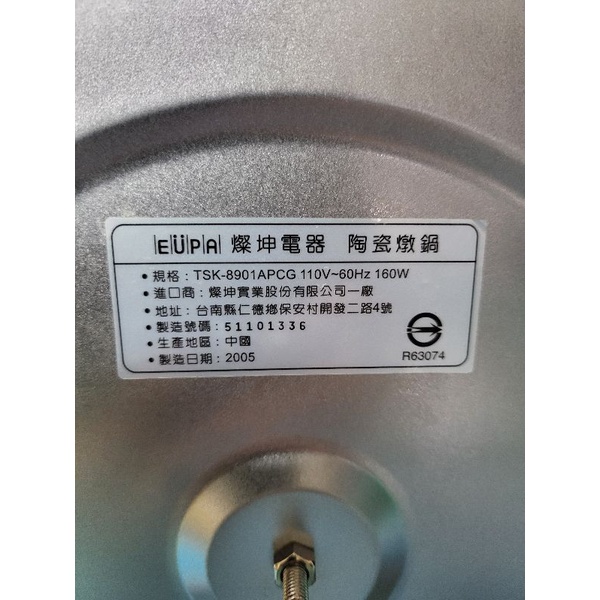 EUPA 燦坤電器 陶瓷燉鍋
• 規格：TSK-8901APCG 110V~60Hz 160W
• 進口商：燦坤實業股份有限公司一廠
• 地址：台南縣仁德鄉保安村開發二路4號
• 製造號碼：51101336
• 生產地區：中國
• 製造日期：2005
R63074